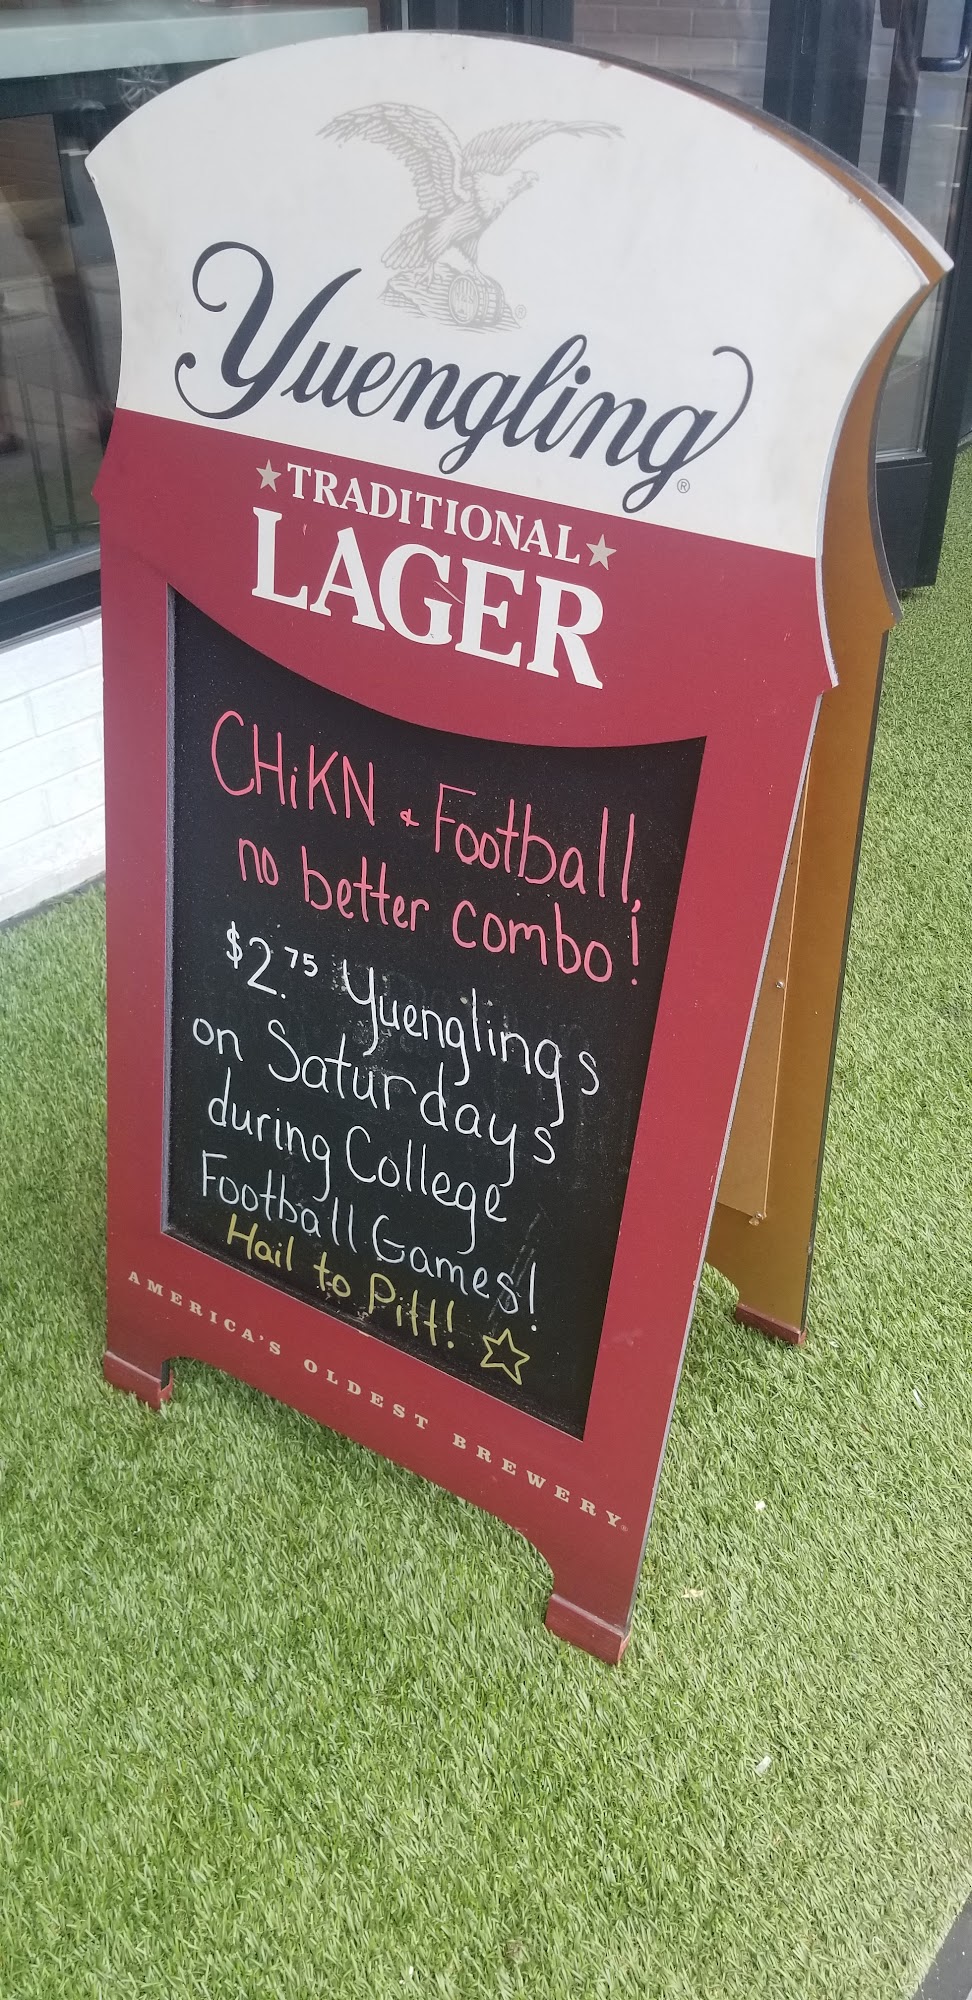 Yuengling®
★TRADITIONAL★
LAGER
CHiKN & Football,
no better combo!
$2.75 Yuenglings
on Saturdays
during College
Football Games!
Hail to Pitt! ☆
AMERICA'S OLDEST BREWERY®